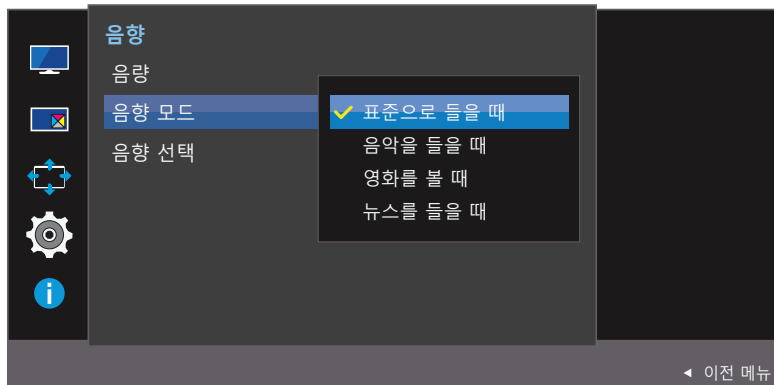 음향
음량
음향 모드
음향 선택
표준으로 들을 때
음악을 들을 때
영화를 볼 때
뉴스를 들을 때
이전 메뉴